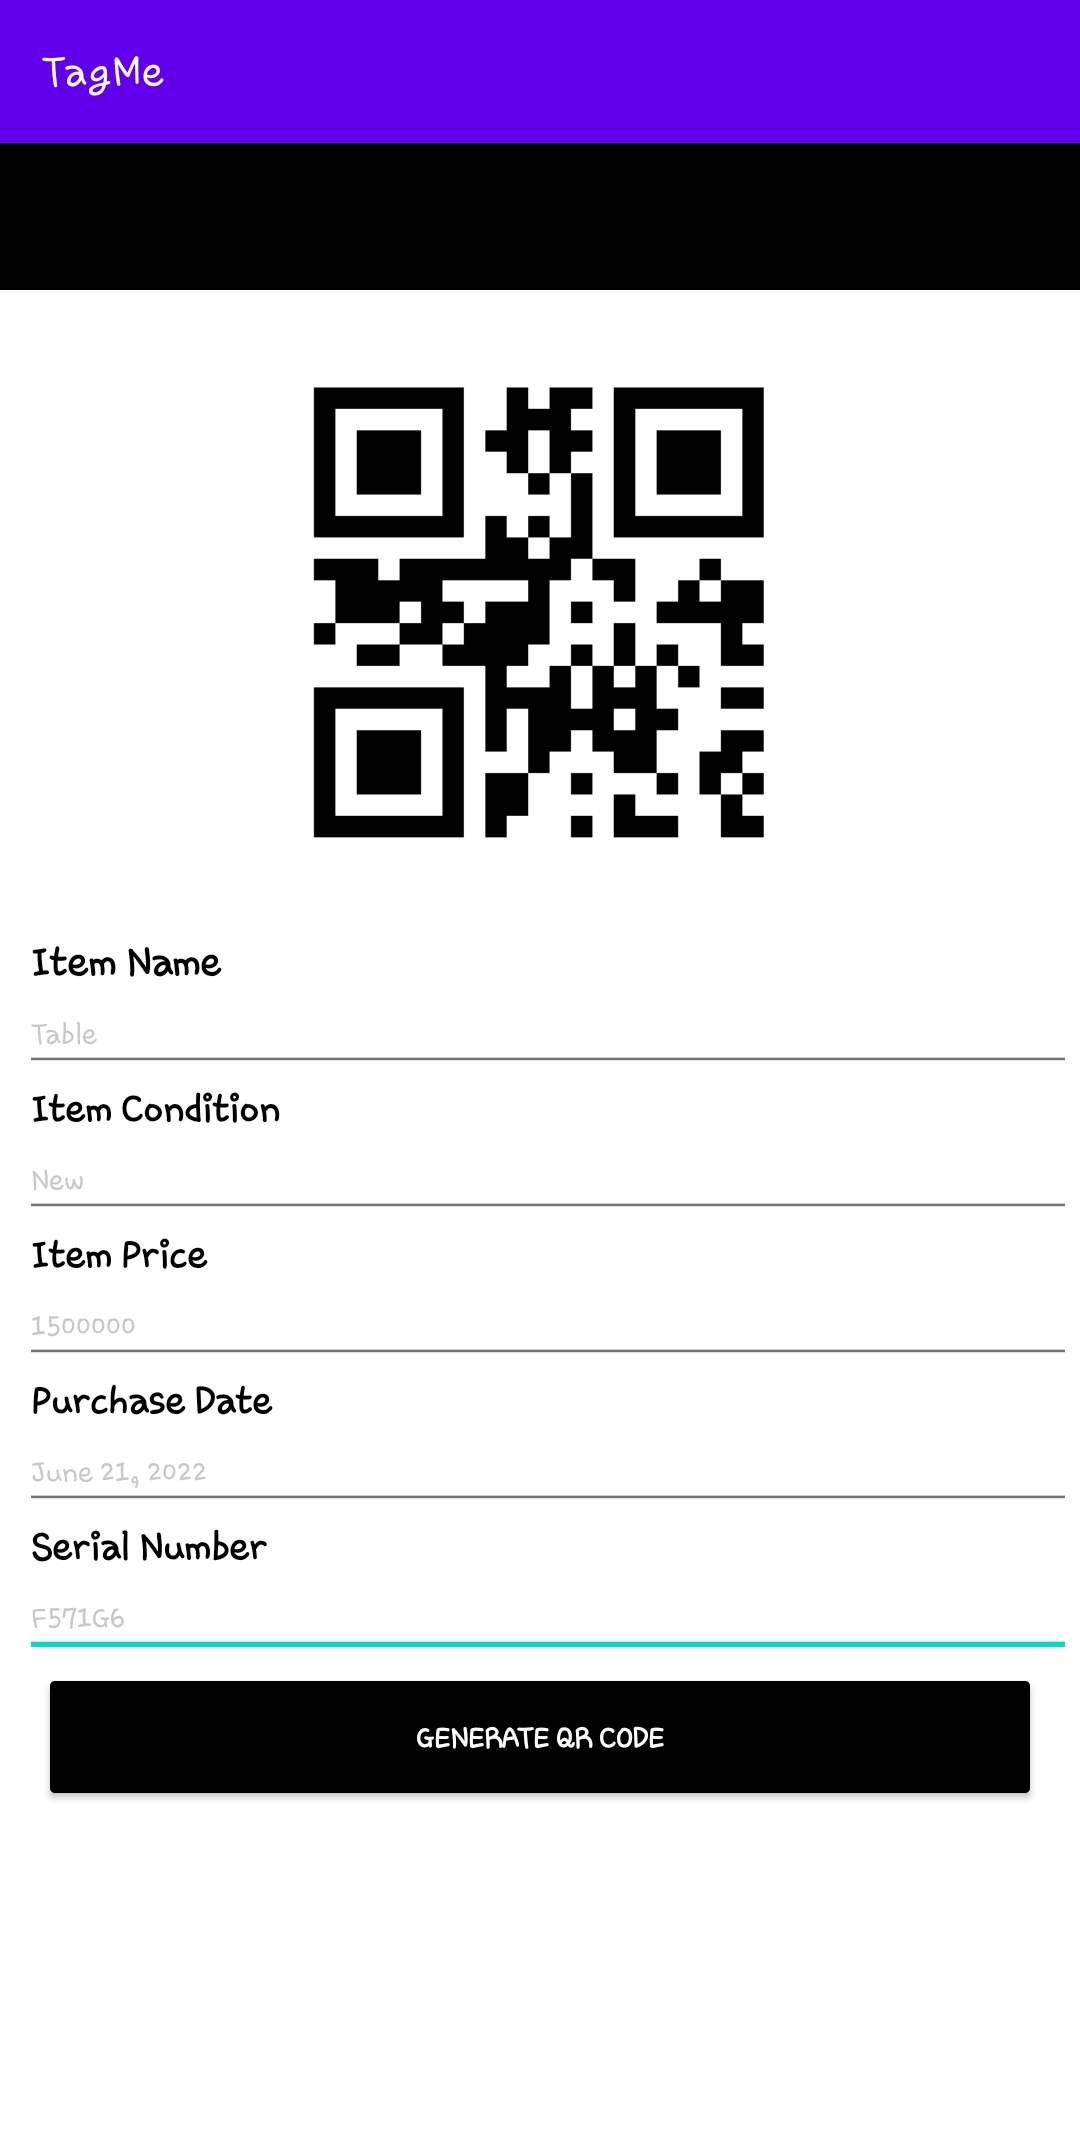 TagMe
Item Name
Table
Item Condition
New
Item Price
1500000
Purchase Date
June 21, 2022
Serial Number
F571G6
GENERATE QR CODE